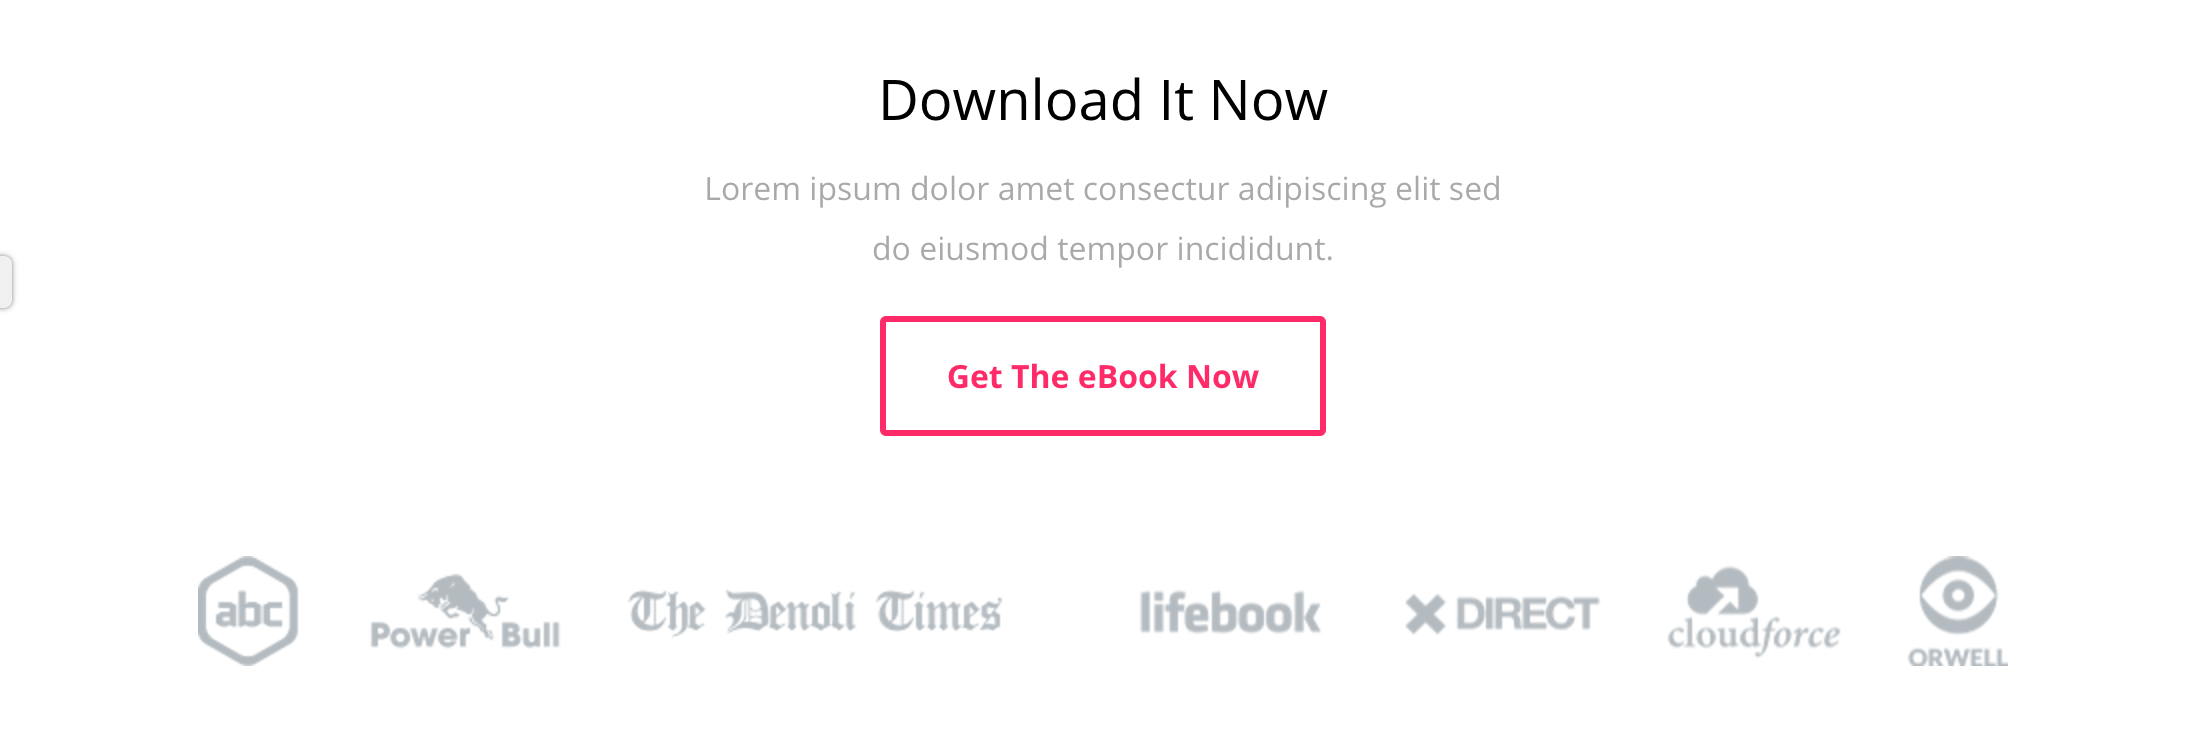 Download It Now
Lorem ipsum dolor amet consectur adipiscing elit sed
do eiusmod tempor incididunt.
Get The eBook Now
abc
Power Bull
The Denoli Times
lifebook
DIRECT
cloudforce
ORWELL